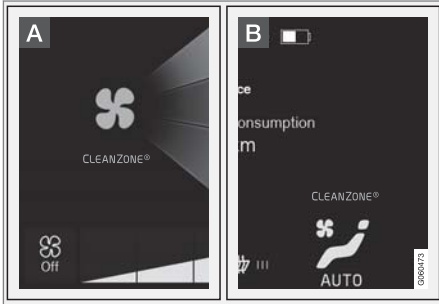 A
CLEANZONE®
Off
B
ce
onsumption
m
CLEANZONE®
AUTO
G060473